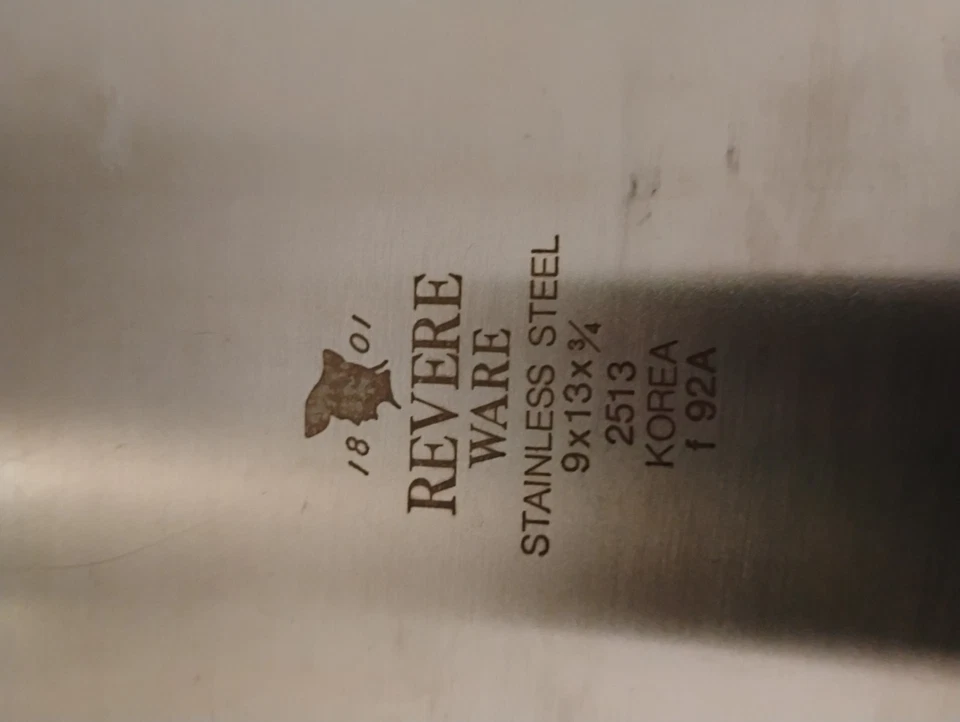 18 01
REVERE
WARE
STAINLESS STEEL
9x13x¾
2513
KOREA
f 92A